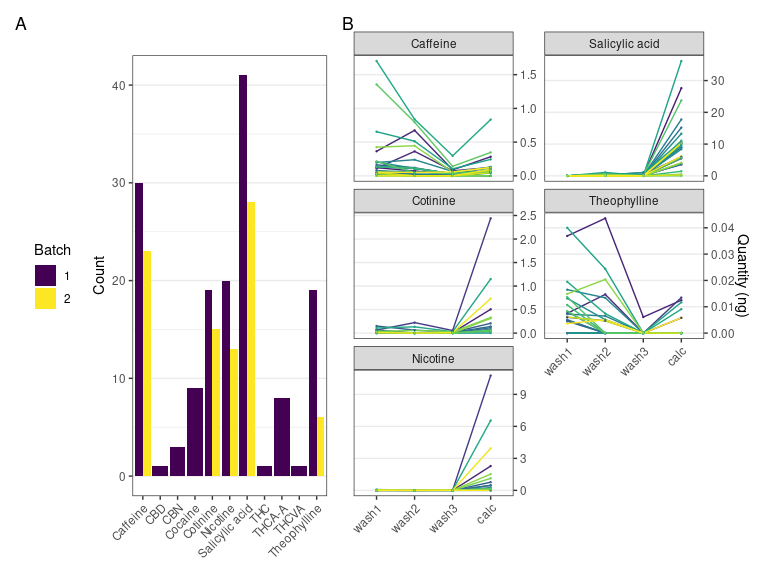 A
B
Batch
1
2
Count
40
30
20
10
0
Caffeine
CBD
CBN
Cocaine
Cotinine
Nicotine
Salicylic acid
THC
THCA-A
THCVA
Theophylline
Caffeine
1.5
1.0
0.5
0.0
Salicylic acid
30
20
10
0
Cotinine
2.5
2.0
1.5
1.0
0.5
0.0
Theophylline
0.04
0.03
0.02
0.01
0.00
wash1
wash2
wash3
calc
Nicotine
9
6
3
0
wash1
wash2
wash3
calc
Quantity (ng)